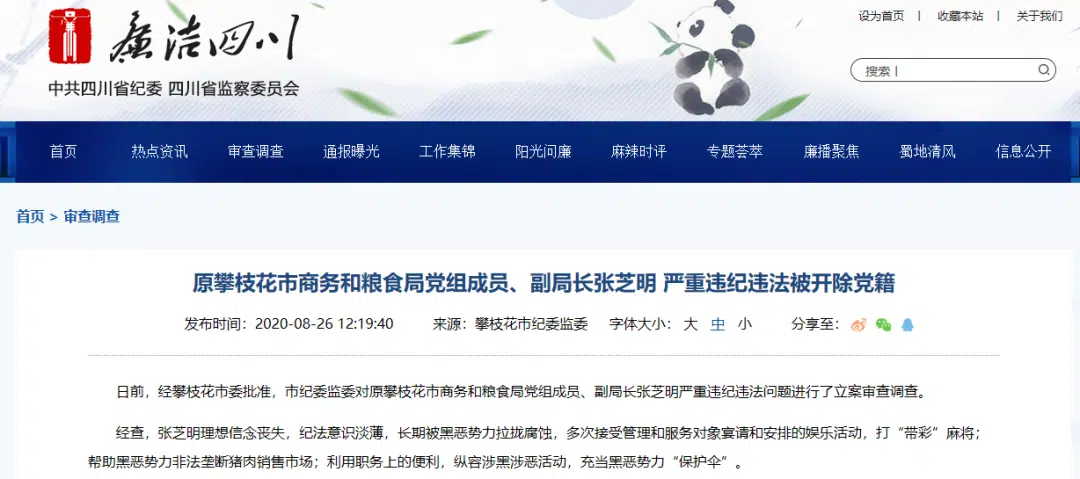 廉洁四川
中共四川省纪委 四川省监察委员会
设为首页 | 收藏本站 | 关于我们
搜索
首页 热点资讯 审查调查 通报曝光 工作集锦 阳光问廉 麻辣时评 专题荟萃 廉播聚焦 蜀地清风 信息公开
首页 > 审查调查
原攀枝花市商务和粮食局党组成员、副局长张芝明 严重违纪违法被开除党籍
发布时间：2020-08-26 12:19:40 来源：攀枝花市纪委监委 字体大小： 大 中 小 分享至：
日前，经攀枝花市委批准，市纪委监委对原攀枝花市商务和粮食局党组成员、副局长张芝明严重违纪违法问题进行了立案审查调查。
经查，张芝明理想信念丧失，纪法意识淡薄，长期被黑恶势力拉拢腐蚀，多次接受管理和服务对象宴请和安排的娱乐活动，打“带彩”麻将；
帮助黑恶势力非法垄断猪肉销售市场；利用职务上的便利，纵容涉黑涉恶活动，充当黑恶势力“保护伞”。